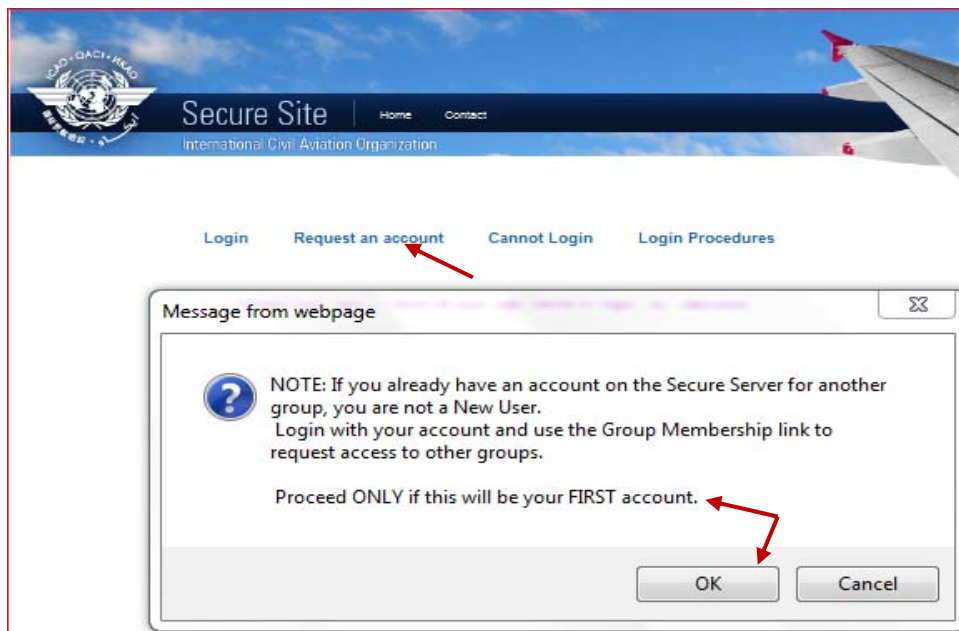 ICAO · OACI · ИКАО
Secure Site | Home Contact
International Civil Aviation Organization
Login Request an account Cannot Login Login Procedures
Message from webpage
NOTE: If you already have an account on the Secure Server for another
group, you are not a New User.
Login with your account and use the Group Membership link to
request access to other groups.
Proceed ONLY if this will be your FIRST account.
OK Cancel